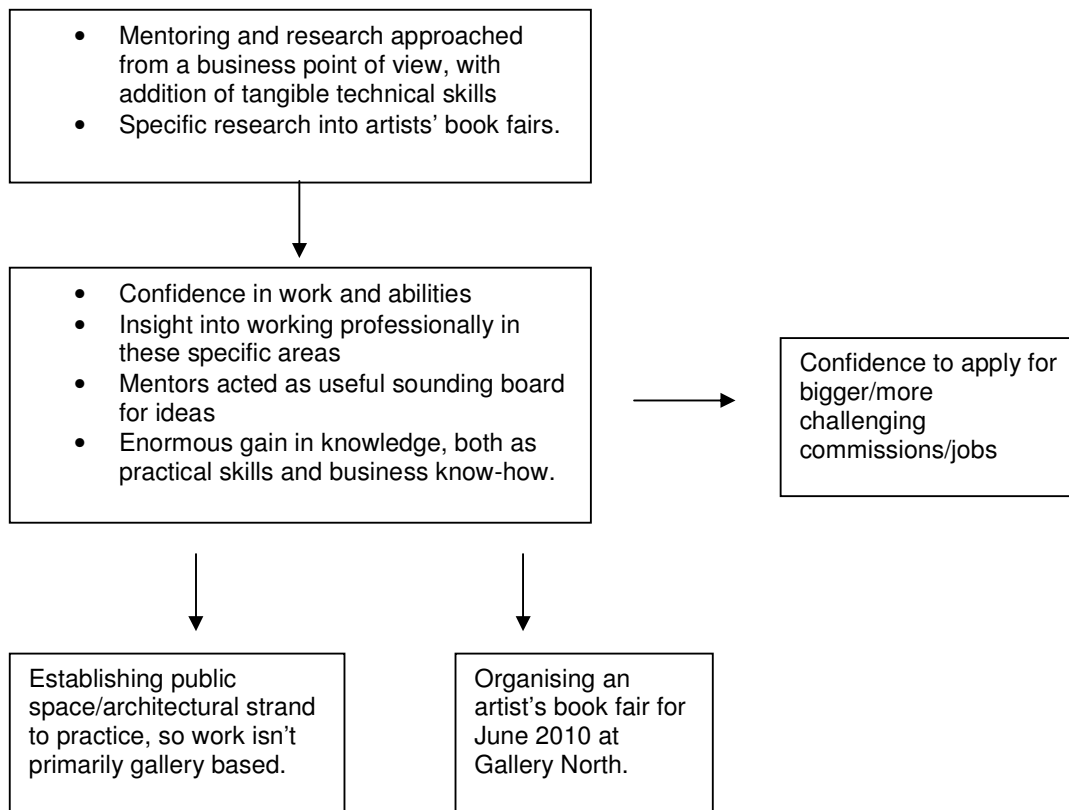 • Mentoring and research approached
from a business point of view, with
addition of tangible technical skills
• Specific research into artists’ book fairs.
• Confidence in work and abilities
• Insight into working professionally in
these specific areas
• Mentors acted as useful sounding board
for ideas
• Enormous gain in knowledge, both as
practical skills and business know-how.
Confidence to apply for
bigger/more
challenging
commissions/jobs
Establishing public
space/architectural strand
to practice, so work isn’t
primarily gallery based.
Organising an
artist’s book fair for
June 2010 at
Gallery North.